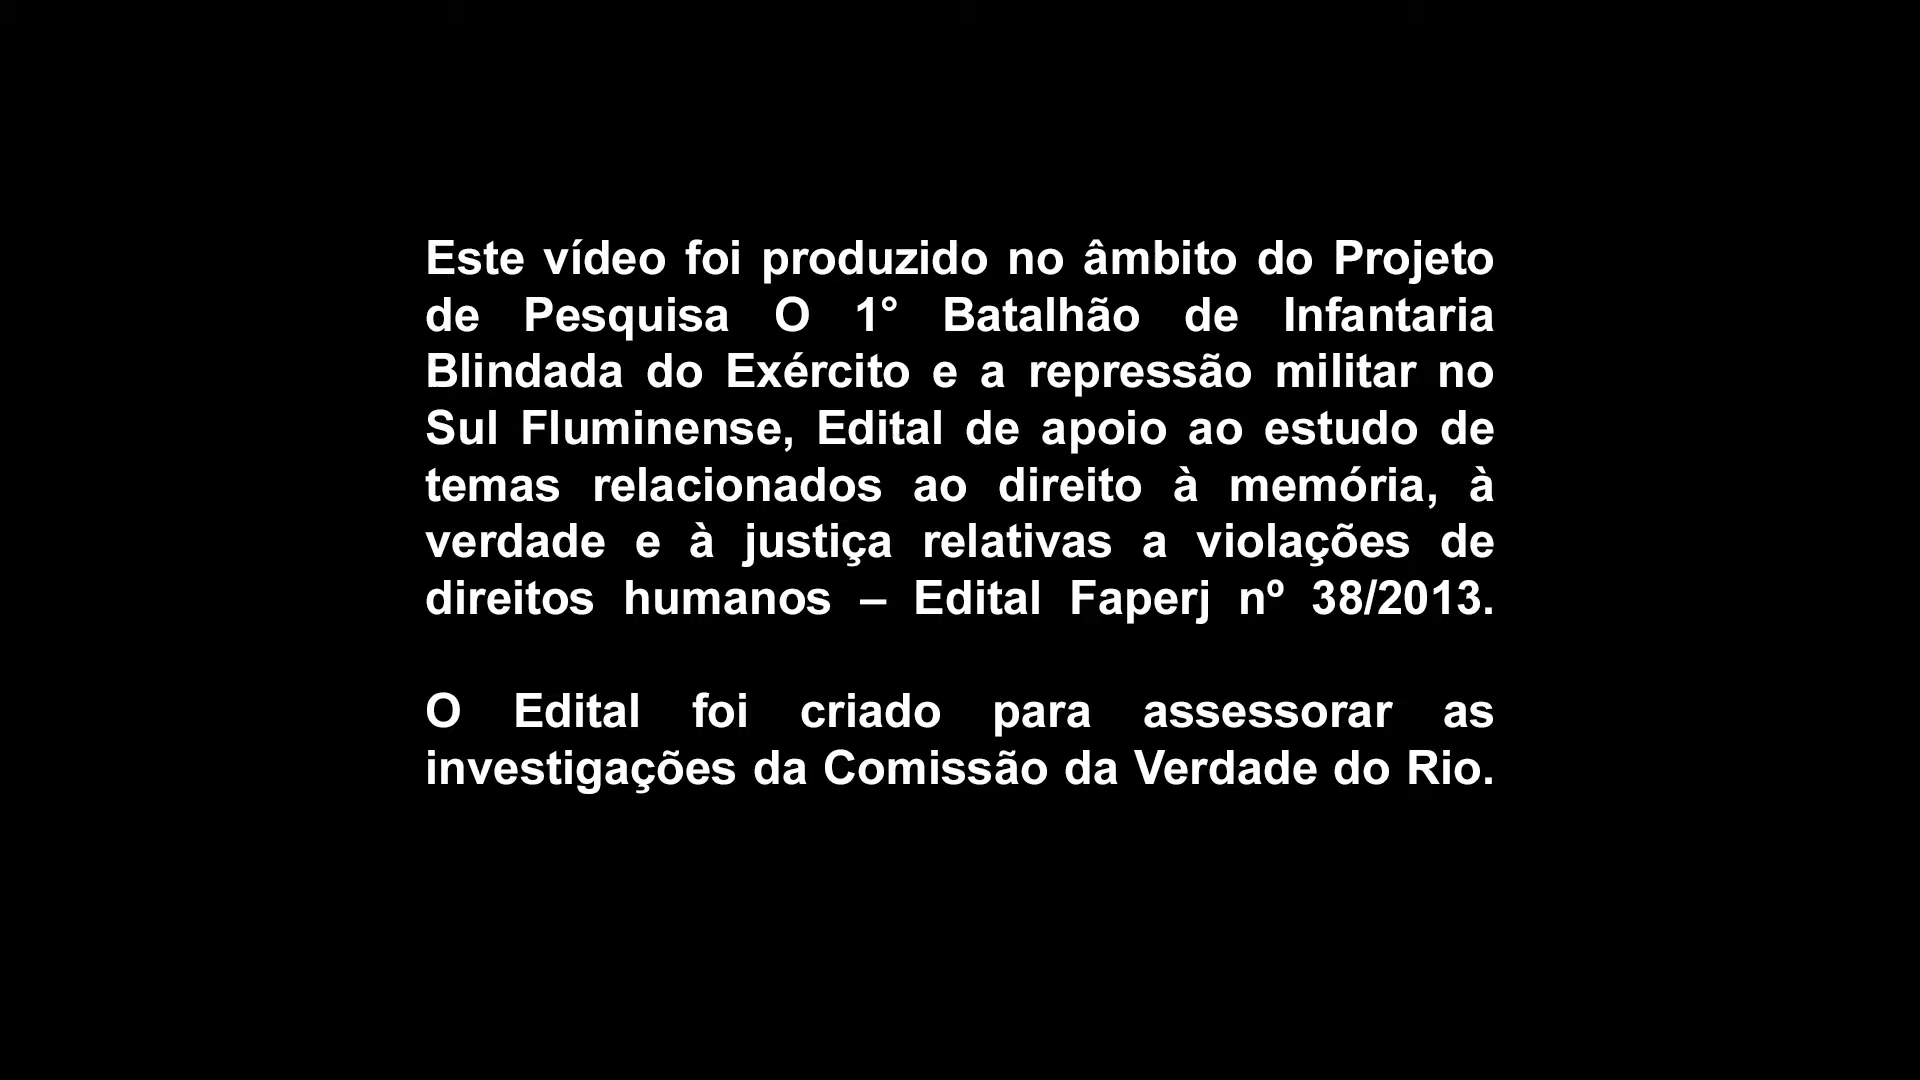 Este vídeo foi produzido no âmbito do Projeto
de Pesquisa O 1° Batalhão de Infantaria
Blindada do Exército e a repressão militar no
Sul Fluminense, Edital de apoio ao estudo de
temas relacionados ao direito à memória, à
verdade e à justiça relativas a violações de
direitos humanos – Edital Faperj nº 38/2013.
O Edital foi criado para assessorar as
investigações da Comissão da Verdade do Rio.